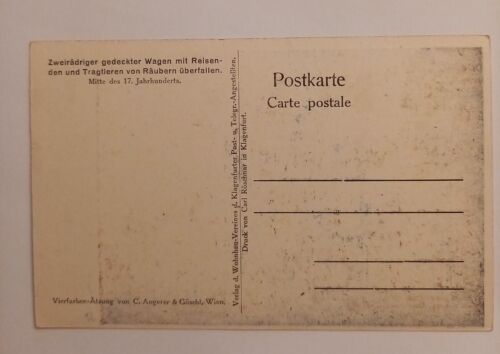 Zweirädriger gedeckter Wagen mit Reisen-
den und Tragtieren von Räubern überfallen.
Mitte des 17. Jahrhunderts.
Vierfarben-Ätzung von C. Angerer & Göschl, Wien.
Verlag d. Wohnbau-Vereines d. Klagenfurter Post- u. Telegr.-Angestellten.
Druck von Carl Röschnar in Klagenfurt.
Postkarte
Carte postale